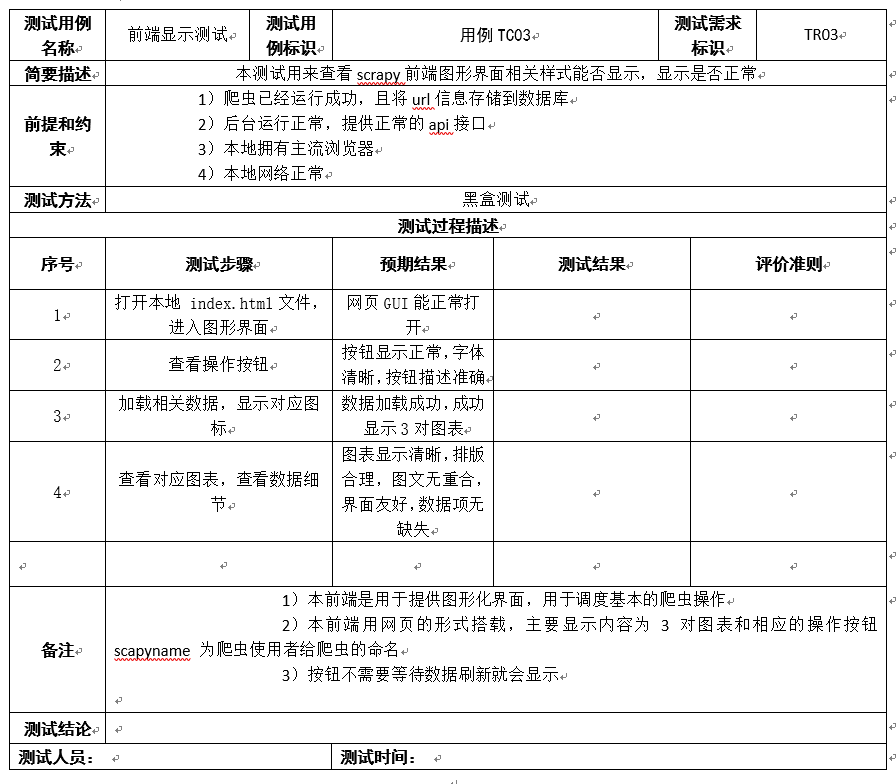 测试用例名称 前端显示测试 测试用例标识 用例 TC03 测试需求标识 TR03
简要描述 本测试用来查看 scrapy 前端图形界面相关样式能否显示，显示是否正常
前提和约束
1）爬虫已经运行成功，且将 url 信息存储到数据库
2）后台运行正常，提供正常的 api 接口
3）本地拥有主流浏览器
4）本地网络正常
测试方法 黑盒测试
测试过程描述
序号 测试步骤 预期结果 测试结果 评价准则
1 打开本地 index.html 文件，进入图形界面 网页 GUI 能正常打开
2 查看操作按钮 按钮显示正常，字体清晰，按钮描述准确
3 加载相关数据，显示对应图标 数据加载成功，成功显示 3 对图表
4 查看对应图表，查看数据细节 图表显示清晰，排版合理，图文无重合，界面友好，数据项无缺失
备注
1）本前端是用于提供图形化界面，用于调度基本的爬虫操作
2）本前端用网页的形式搭载，主要显示内容为 3 对图表和相应的操作按钮
scapyname 为爬虫使用者给爬虫的命名
3）按钮不需要等待数据刷新就会显示
测试结论
测试人员： 测试时间：